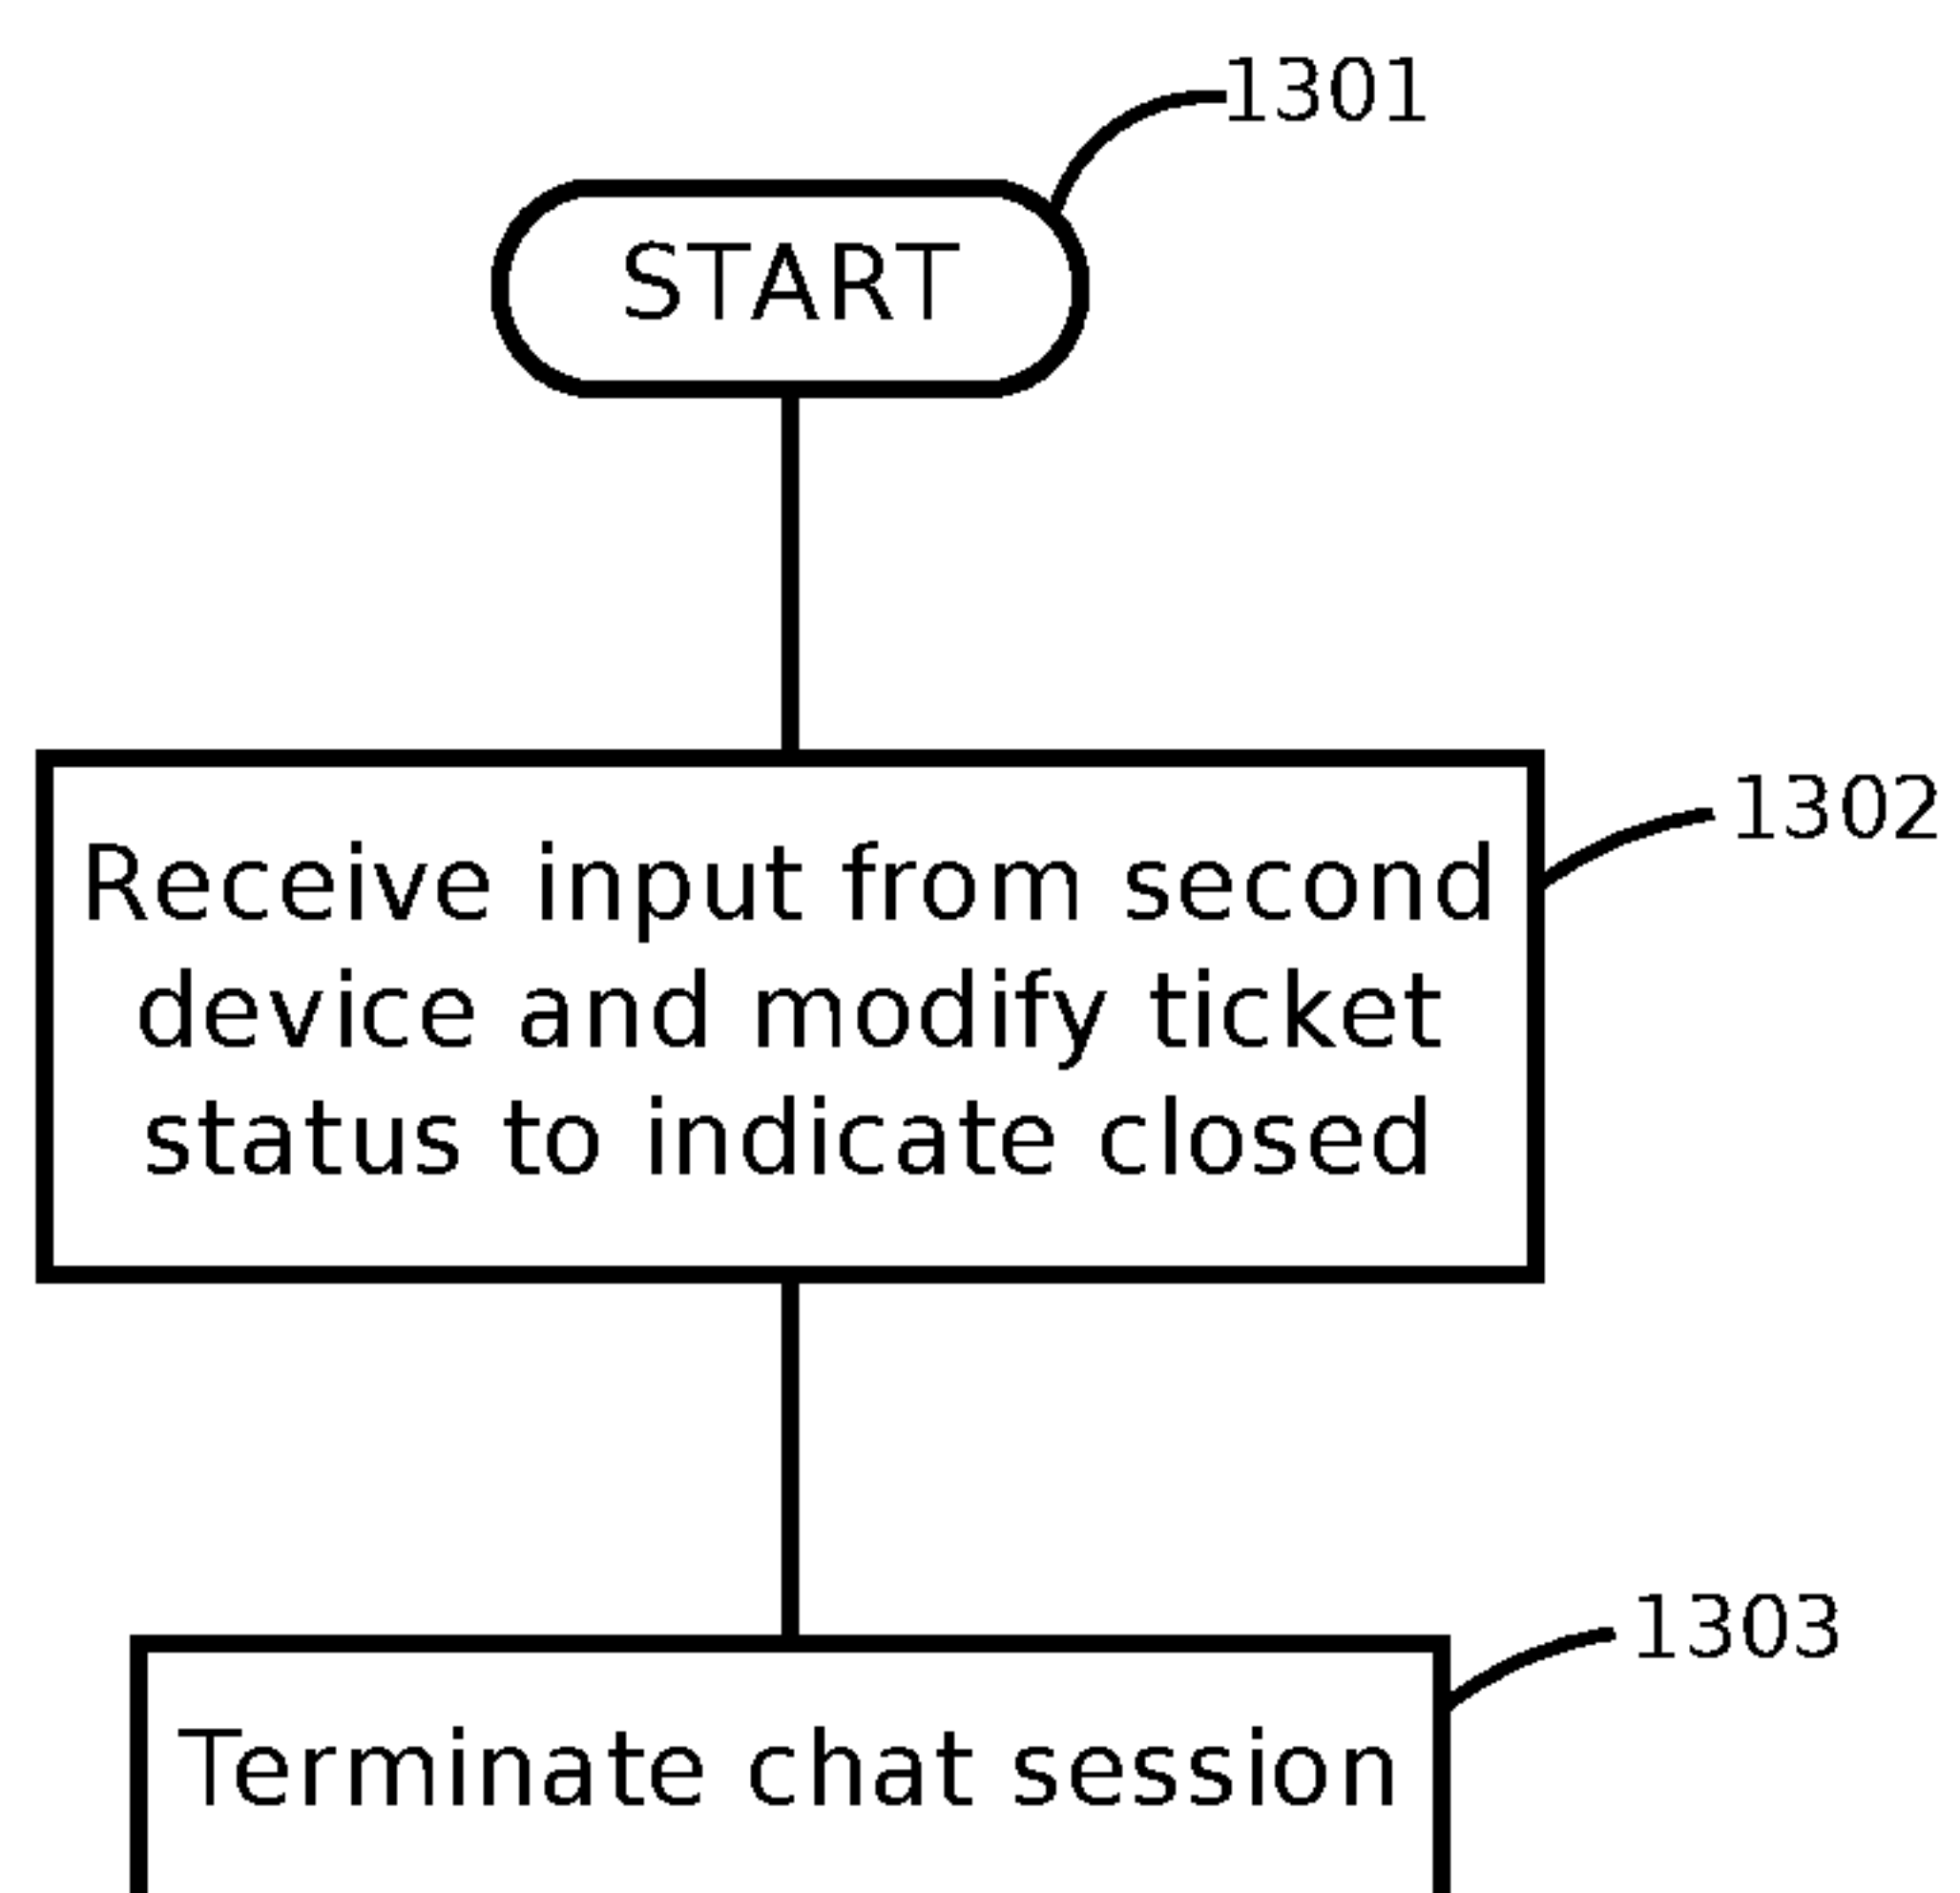 1301
START
1302
Receive input from second
device and modify ticket
status to indicate closed
1303
Terminate chat session